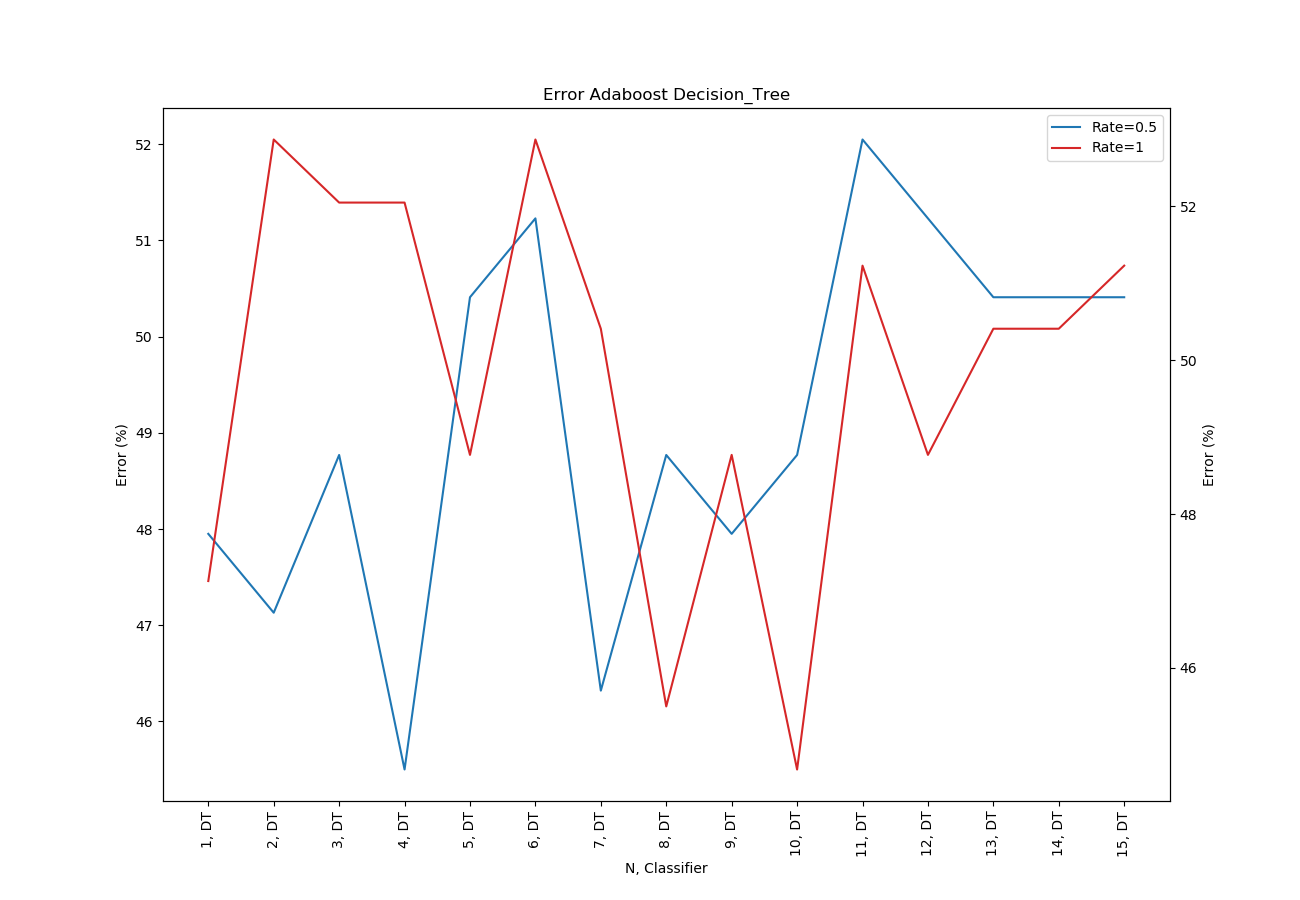 Error Adaboost Decision_Tree
Rate=0.5
Rate=1
Error (%)
52
51
50
49
48
47
46
52
50
48
46
Error (%)
1, DT
2, DT
3, DT
4, DT
5, DT
6, DT
7, DT
8, DT
9, DT
10, DT
11, DT
12, DT
13, DT
14, DT
15, DT
N, Classifier